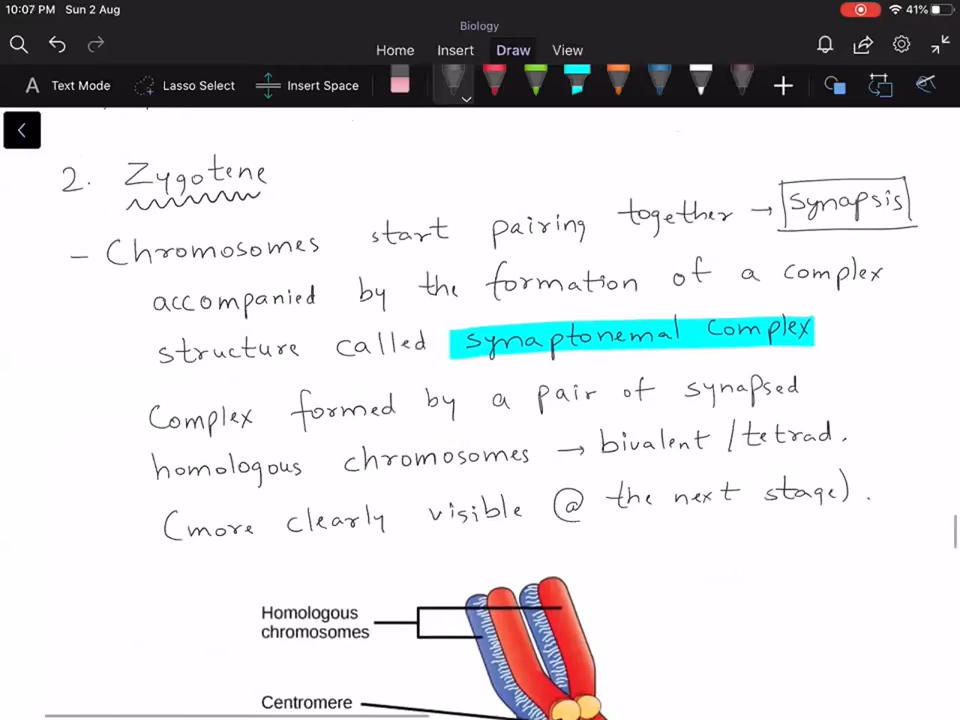 10:07 PM Sun 2 Aug 41%
Biology
Home Insert Draw View
A Text Mode Lasso Select Insert Space
2. Zygotene
- Chromosomes start pairing together → Synapsis
accompanied by the formation of a complex
structure called synaptonemal complex
Complex formed by a pair of synapsed
homologous chromosomes → bivalent /tetrad.
(more clearly visible @ the next stage).
Homologous
chromosomes
Centromere